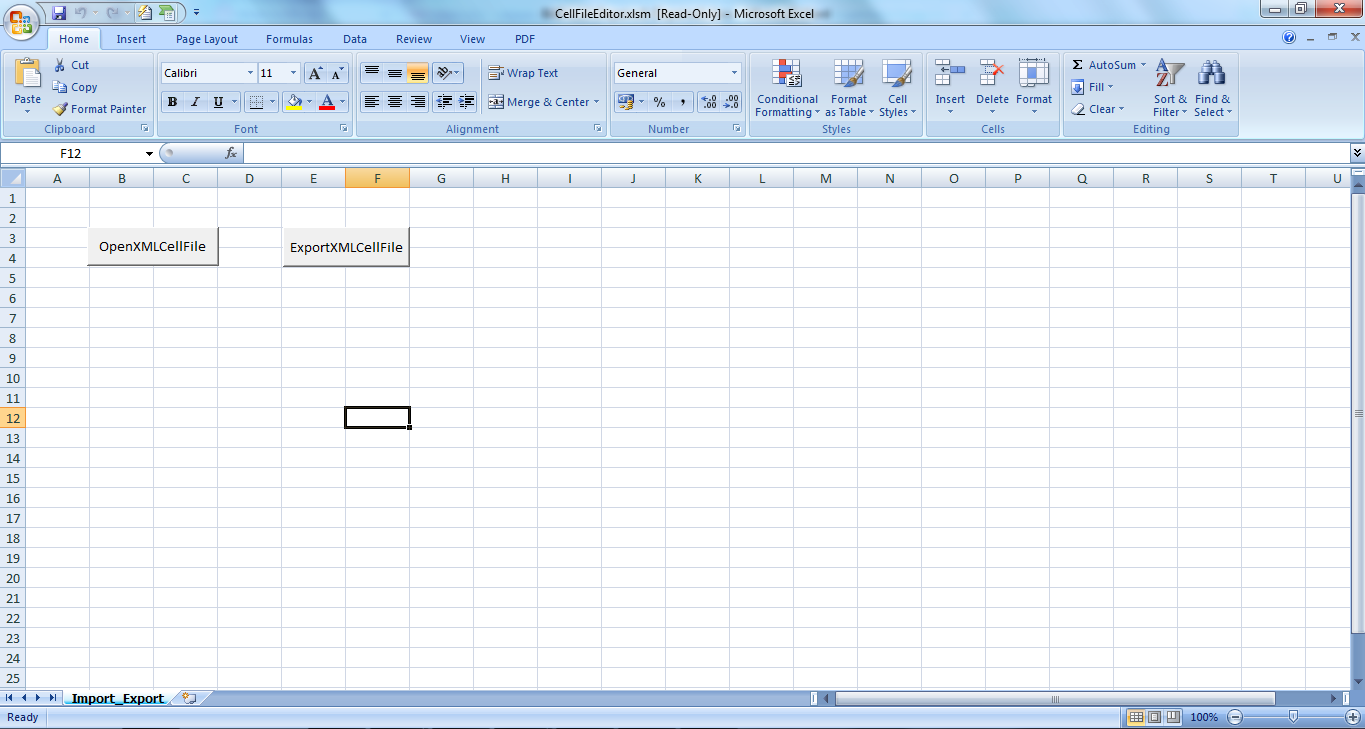 CellFileEditor.xlsm [Read-Only] - Microsoft Excel
Home Insert Page Layout Formulas Data Review View PDF
Paste
Cut
Copy
Format Painter
Clipboard
Calibri 11
B I U A
Font
Wrap Text
Merge & Center
Alignment
General
% ,
Number
Conditional Formatting
Format as Table
Cell Styles
Styles
Insert Delete Format
Cells
Σ AutoSum
Fill
Clear
Sort & Filter
Find & Select
Editing
F12 fx
A B C D E F G H I J K L M N O P Q R S T U
1
2
3
4
OpenXMLCellFile ExportXMLCellFile
5
6
7
8
9
10
11
12
13
14
15
16
17
18
19
20
21
22
23
24
25
Import_Export
Ready 100%